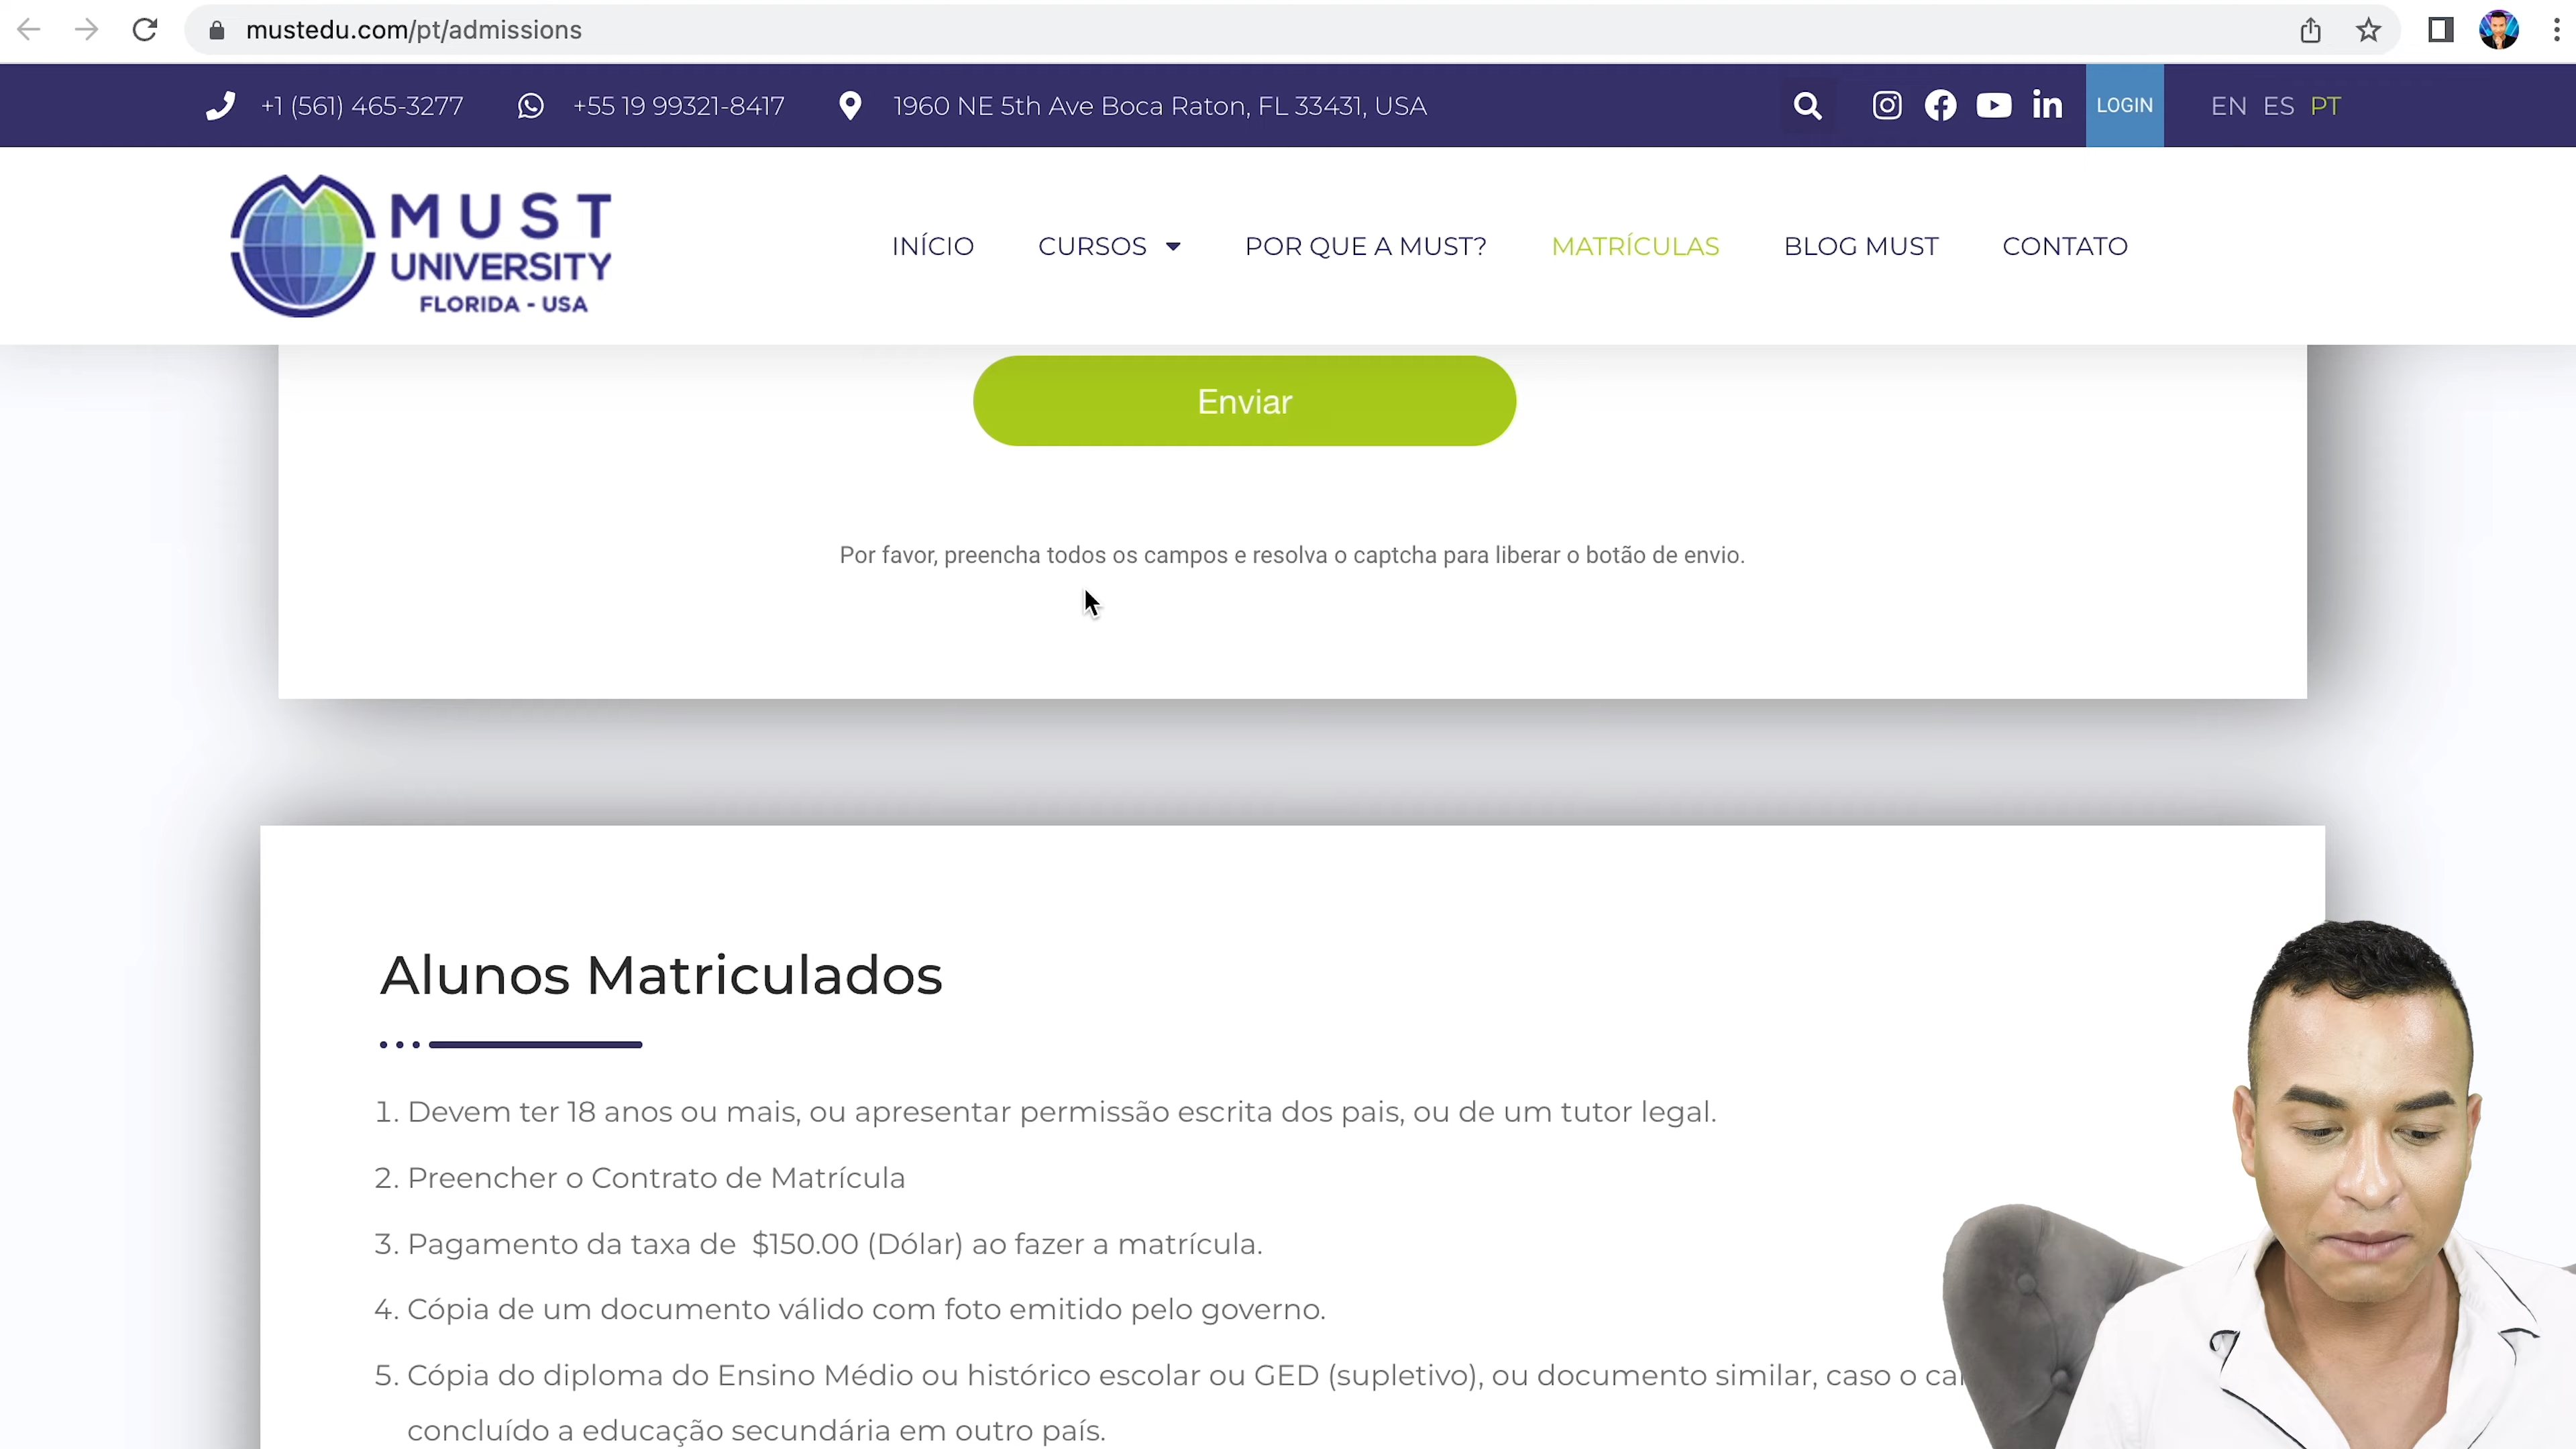 mustedu.com/pt/admissions
+1 (561) 465-3277 +55 19 99321-8417 1960 NE 5th Ave Boca Raton, FL 33431, USA LOGIN EN ES PT
MUST
UNIVERSITY
FLORIDA - USA
INÍCIO CURSOS POR QUE A MUST? MATRÍCULAS BLOG MUST CONTATO
Enviar
Por favor, preencha todos os campos e resolva o captcha para liberar o botão de envio.
Alunos Matriculados
1. Devem ter 18 anos ou mais, ou apresentar permissão escrita dos pais, ou de um tutor legal.
2. Preencher o Contrato de Matrícula
3. Pagamento da taxa de $150.00 (Dólar) ao fazer a matrícula.
4. Cópia de um documento válido com foto emitido pelo governo.
5. Cópia do diploma do Ensino Médio ou histórico escolar ou GED (supletivo), ou documento similar, caso o
concluído a educação secundária em outro país.